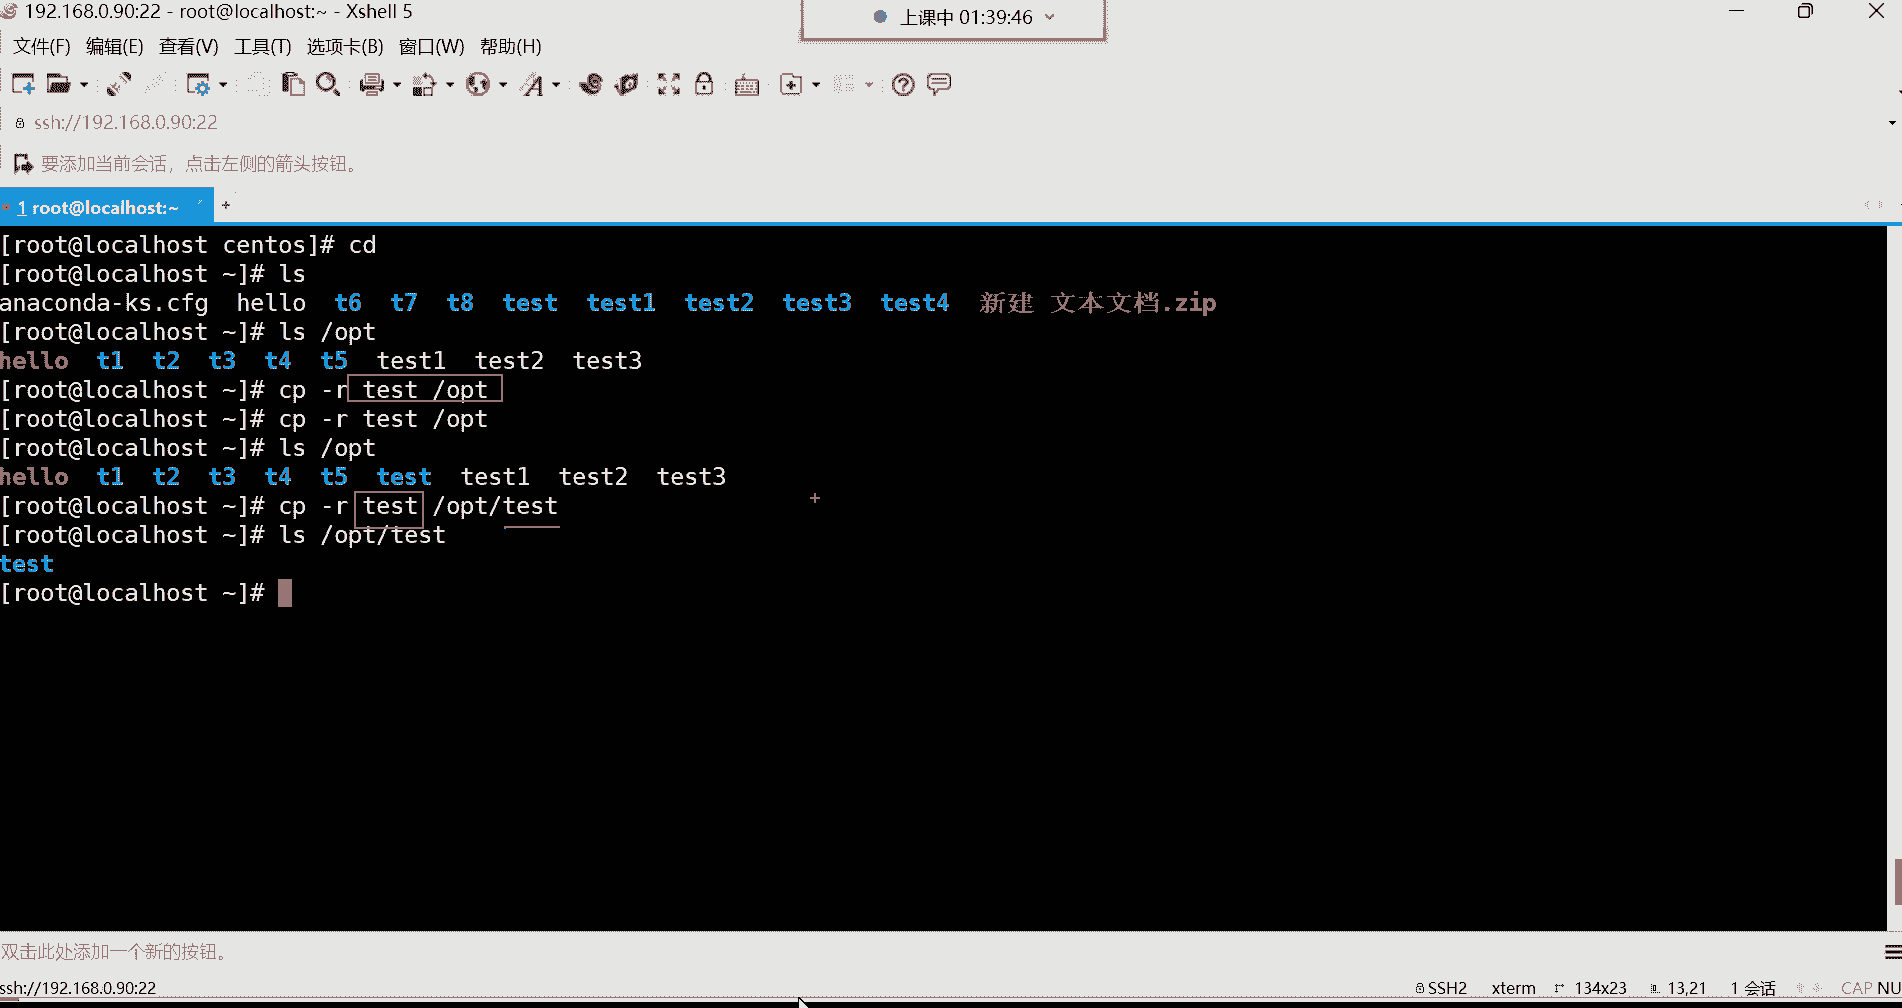 192.168.0.90:22 - root@localhost:~ - Xshell 5
上课中 01:39:46
文件(F) 编辑(E) 查看(V) 工具(T) 选项卡(B) 窗口(W) 帮助(H)
ssh://192.168.0.90:22
要添加当前会话，点击左侧的箭头按钮。
1 root@localhost:~
[root@localhost centos]# cd
[root@localhost ~]# ls
anaconda-ks.cfg hello t6 t7 t8 test test1 test2 test3 test4 新建 文本文档.zip
[root@localhost ~]# ls /opt
hello t1 t2 t3 t4 t5 test1 test2 test3
[root@localhost ~]# cp -r test /opt
[root@localhost ~]# cp -r test /opt
[root@localhost ~]# ls /opt
hello t1 t2 t3 t4 t5 test test1 test2 test3
[root@localhost ~]# cp -r test /opt/test
[root@localhost ~]# ls /opt/test
test
[root@localhost ~]#
双击此处添加一个新的按钮。
ssh://192.168.0.90:22 SSH2 xterm 134x23 13,21 1 会话 CAP NU